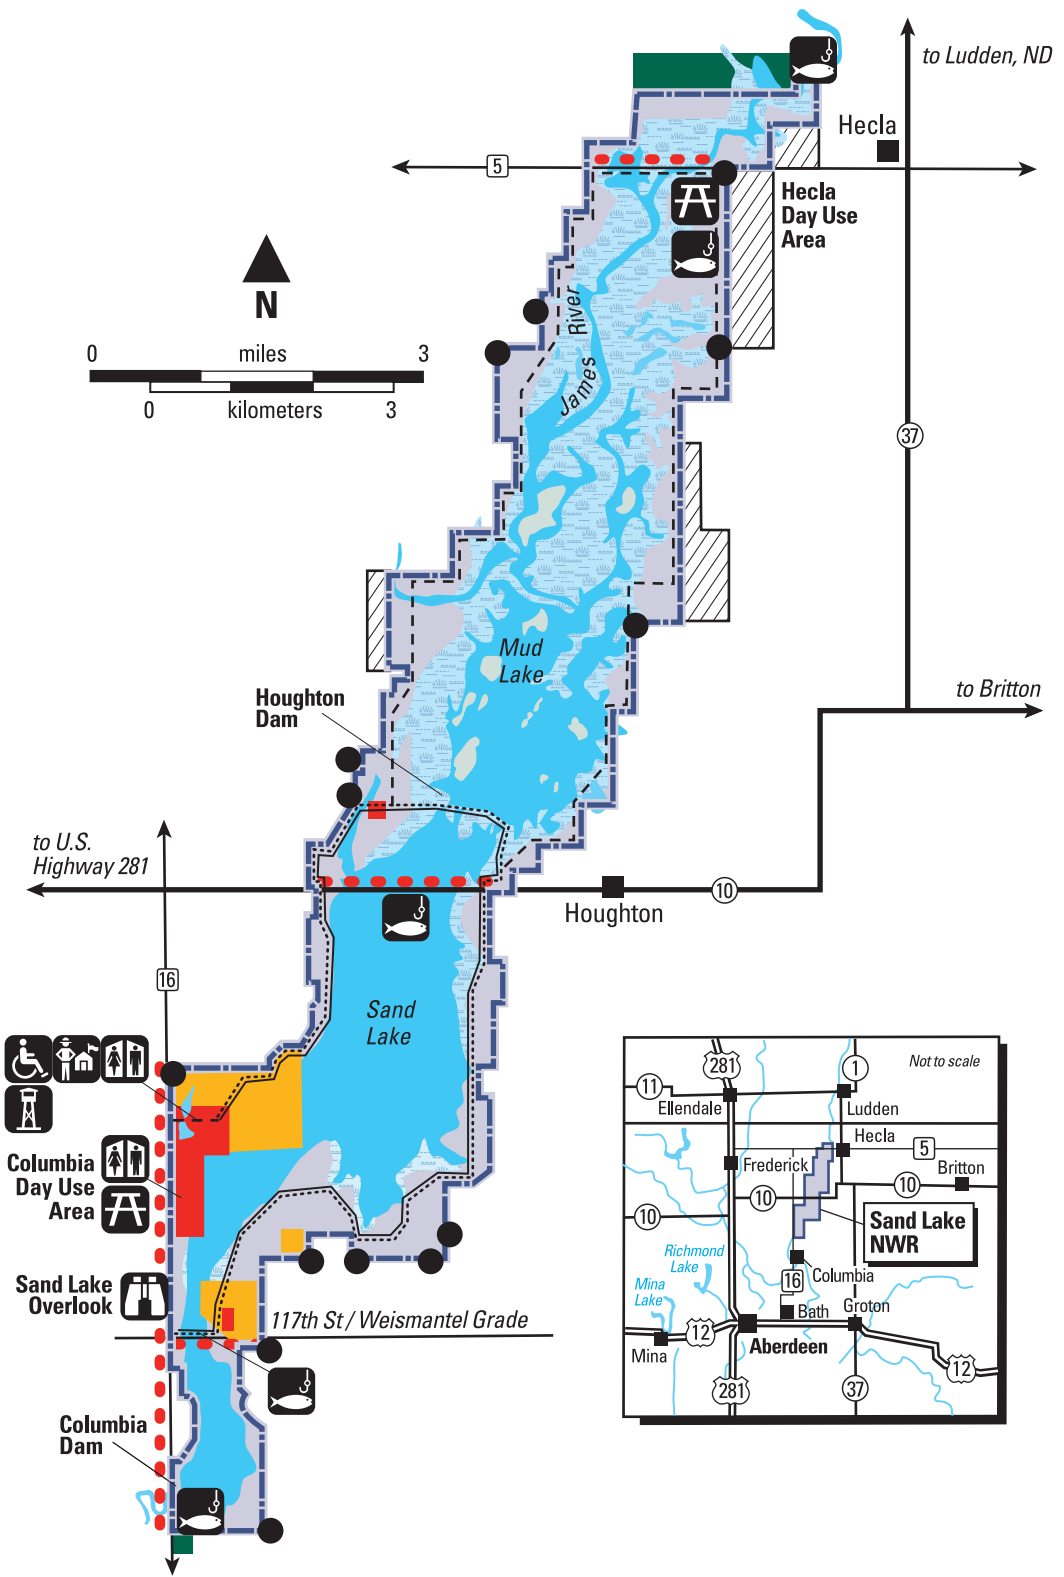 to Ludden, ND
Hecla
5
Hecla
Day Use
Area
N
0 miles 3
0 kilometers 3
James River
37
Mud
Lake
Houghton
Dam
to Britton
to U.S.
Highway 281
10
Houghton
16
Sand
Lake
Columbia
Day Use
Area
Sand Lake
Overlook
117th St / Weismantel Grade
Columbia
Dam
281
1
Not to scale
11
Ellendale
Ludden
Hecla
5
Frederick
Britton
10
10
10
Sand Lake
NWR
Richmond
Lake
Columbia
Mina
Lake
16
Bath
Groton
12
Aberdeen
Mina
12
281
37